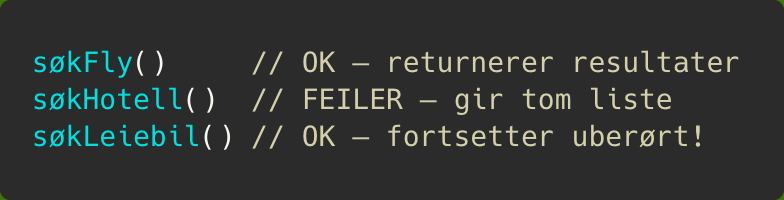 søkFly()     // OK – returnerer resultater
søkHotell()  // FEILER – gir tom liste
søkLeiebil() // OK – fortsetter uberørt!